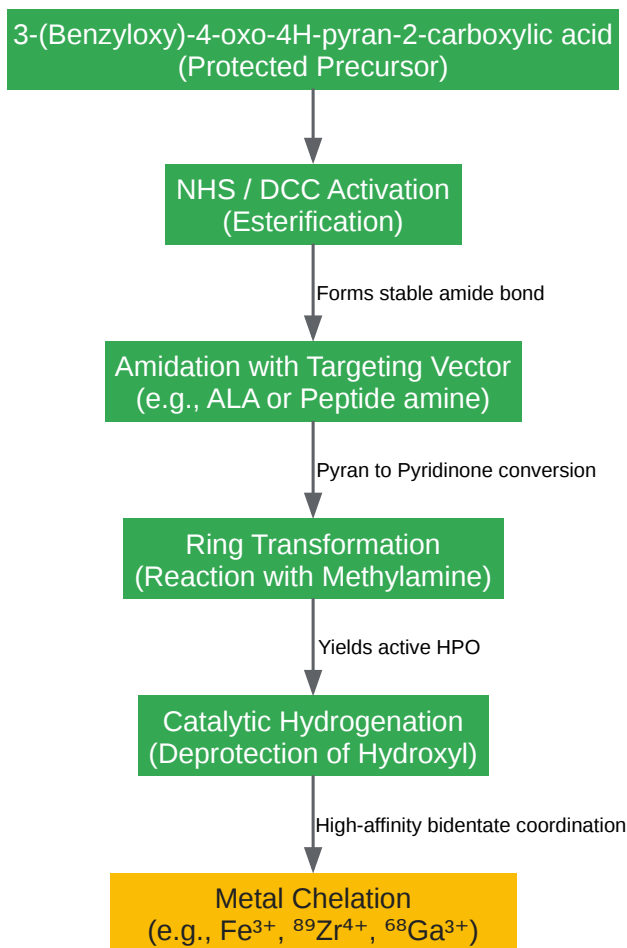 3-(Benzyloxy)-4-oxo-4H-pyran-2-carboxylic acid
(Protected Precursor)
NHS / DCC Activation
(Esterification)
Forms stable amide bond
Amidation with Targeting Vector
(e.g., ALA or Peptide amine)
Pyran to Pyridinone conversion
Ring Transformation
(Reaction with Methylamine)
Yields active HPO
Catalytic Hydrogenation
(Deprotection of Hydroxyl)
High-affinity bidentate coordination
Metal Chelation
(e.g., Fe³⁺, ⁸⁹Zr⁴⁺, ⁶⁸Ga³⁺)